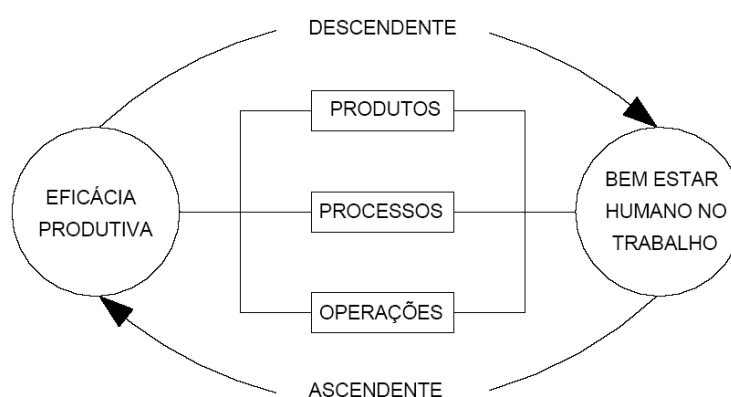 DESCENDENTE
PRODUTOS
EFICÁCIA
PRODUTIVA
PROCESSOS
BEM ESTAR
HUMANO NO
TRABALHO
OPERAÇÕES
ASCENDENTE